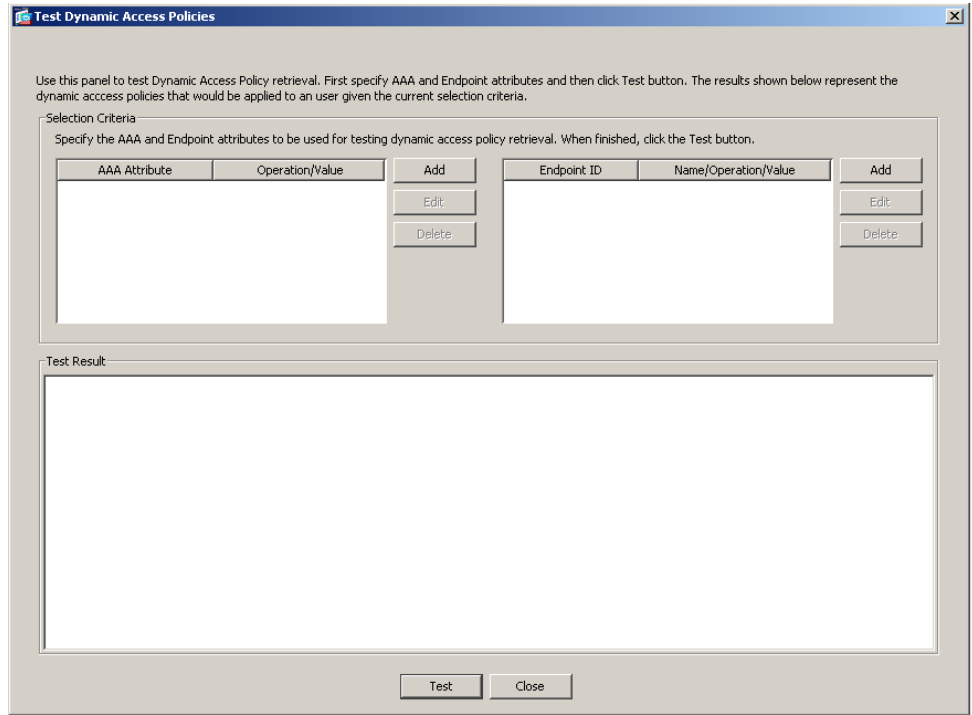 Test Dynamic Access Policies
Use this panel to test Dynamic Access Policy retrieval. First specify AAA and Endpoint attributes and then click Test button. The results shown below represent the
dynamic acccess policies that would be applied to an user given the current selection criteria.
Selection Criteria
Specify the AAA and Endpoint attributes to be used for testing dynamic access policy retrieval. When finished, click the Test button.
AAA Attribute Operation/Value Add Endpoint ID Name/Operation/Value Add
Edit Edit
Delete Delete
Test Result
Test Close